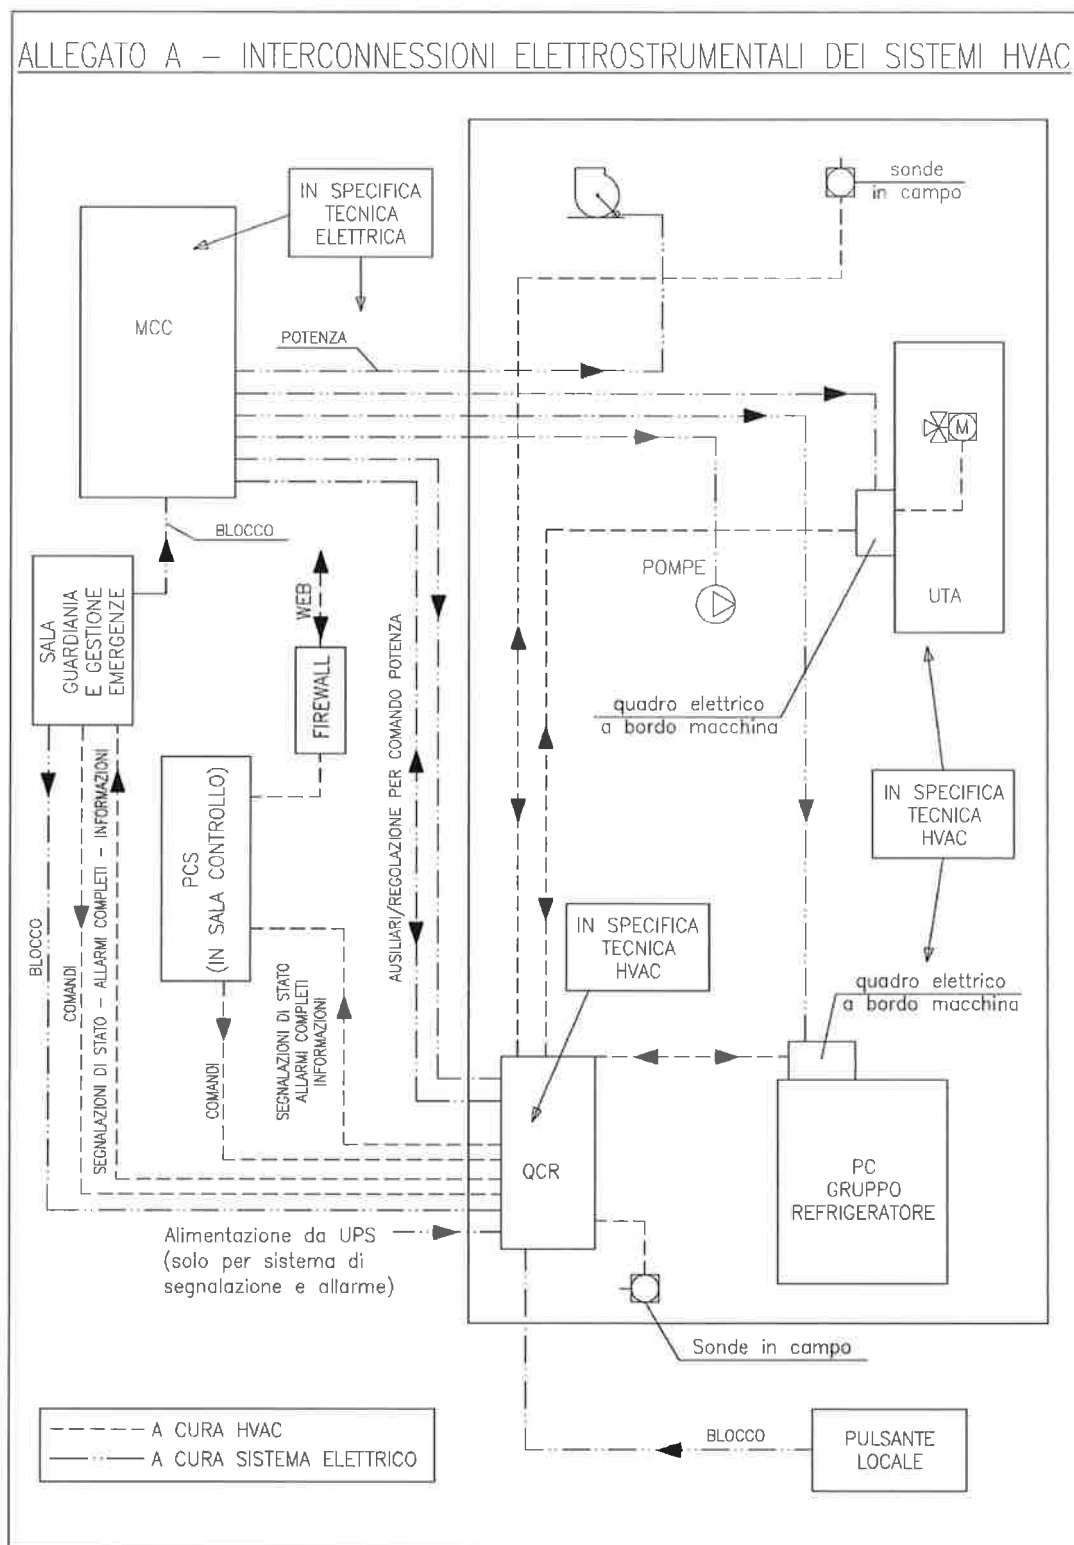 ALLEGATO A – INTERCONNESSIONI ELETTROSTRUMENTALI DEI SISTEMI HVAC
IN SPECIFICA
TECNICA
ELETTRICA
sonde
in campo
MCC
POTENZA
M
BLOCCO
UTA
POMPE
SALA
GUARDIANIA
E GESTIONE
EMERGENZE
WEB
FIREWALL
quadro elettrico
a bordo macchina
PCS
(IN SALA CONTROLLO)
AUSILIARI/REGOLAZIONE PER COMANDO POTENZA
IN SPECIFICA
TECNICA
HVAC
BLOCCO
COMANDI
SEGNALAZIONI DI STATO - ALLARMI COMPLETI - INFORMAZIONI
IN SPECIFICA
TECNICA
HVAC
quadro elettrico
a bordo macchina
COMANDI
SEGNALAZIONI DI STATO
ALLARMI COMPLETI
INFORMAZIONI
QCR
PC
GRUPPO
REFRIGERATORE
Alimentazione da UPS
(solo per sistema di
segnalazione e allarme)
Sonde in campo
A CURA HVAC
A CURA SISTEMA ELETTRICO
BLOCCO
PULSANTE
LOCALE